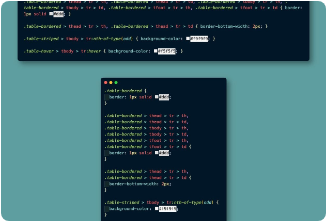 .table-bordered > tbody > tr > th, .table-bordered > tfoot > tr > th, .table-bordered > tfoot > tr > td { border:
1px solid #ddd; }
.table-bordered > thead > tr > th, .table-bordered > thead > tr > td { border-bottom-width: 2px; }
.table-striped > tbody > tr:nth-of-type(odd) { background-color: #f9f9f9; }
.table-hover > tbody > tr:hover { background-color: #f5f5f5; }
.table-bordered {
border: 1px solid #ddd;
}
.table-bordered > thead > tr > th,
.table-bordered > tbody > tr > th,
.table-bordered > tfoot > tr > th,
.table-bordered > thead > tr > td,
.table-bordered > tbody > tr > td,
.table-bordered > tfoot > tr > td {
border: 1px solid #ddd;
}
.table-bordered > thead > tr > th,
.table-bordered > thead > tr > td {
border-bottom-width: 2px;
}
.table-striped > tbody > tr:nth-of-type(odd) {
background-color: #f9f9f9;
}